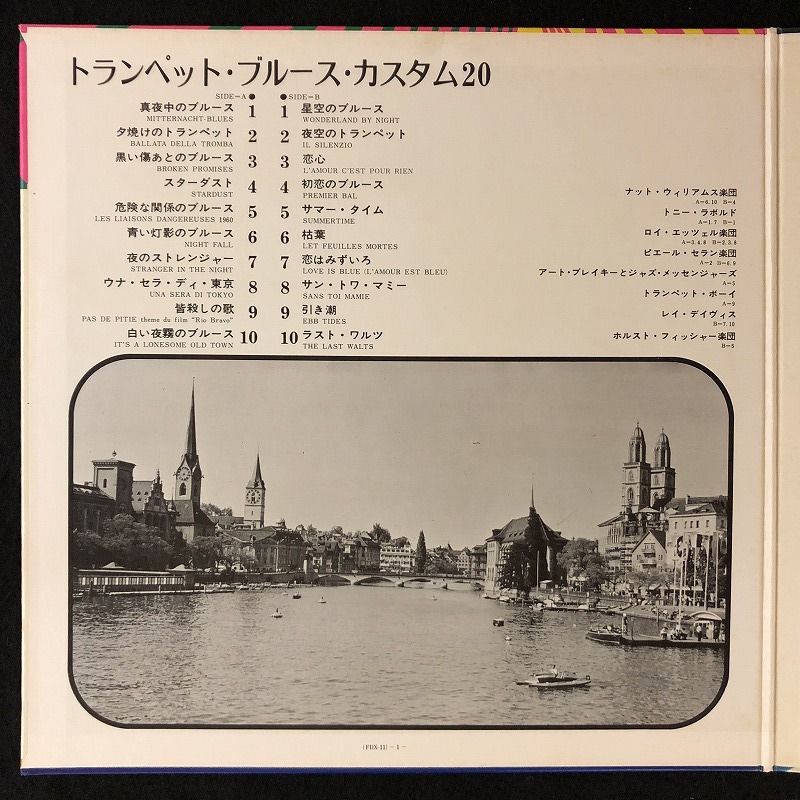 トランペット・ブルース・カスタム20
SIDE=A ● ● SIDE=B
真夜中のブルース 1
MITTERNACHT-BLUES
夕焼けのトランペット 2
BALLATA DELLA TROMBA
黒い傷あとのブルース 3
BROKEN PROMISES
スターダスト 4
STARDUST
危険な関係のブルース 5
LES LIAISONS DANGEREUSES 1960
青い灯影のブルース 6
NIGHT FALL
夜のストレンジャー 7
STRANGER IN THE NIGHT
ウナ・セラ・ディ・東京 8
UNA SERA DI TOKYO
皆殺しの歌 9
PAS DE PITIE theme du film "Rio Bravo"
白い夜霧のブルース 10
IT'S A LONESOME OLD TOWN
1 星空のブルース
WONDERLAND BY NIGHT
2 夜空のトランペット
IL SILENZIO
3 恋心
L'AMOUR C'EST POUR RIEN
4 初恋のブルース
PREMIER BAL
5 サマー・タイム
SUMMERTIME
6 枯葉
LET FEUILLES MORTES
7 恋はみずいろ
LOVE IS BLUE (L'AMOUR EST BLEU)
8 サン・トワ・マミー
SANS TOI MAMIE
9 引き潮
EBB TIDES
10 ラスト・ワルツ
THE LAST WALTS
ナット・ウィリアムス楽団
A=6.10 B=4
トニー・ラボルド
A=1.7 B=1
ロイ・エッツェル楽団
A=3.4.8 B=2.3.8
ピエール・セラン楽団
A=2 B=6.9
アート・ブレイキーとジャズ・メッセンジャーズ
A=5
トランペット・ボーイ
A=9
レイ・デイヴィス
B=7.10
ホルスト・フィッシャー楽団
B=5
(FDX-11) −1−